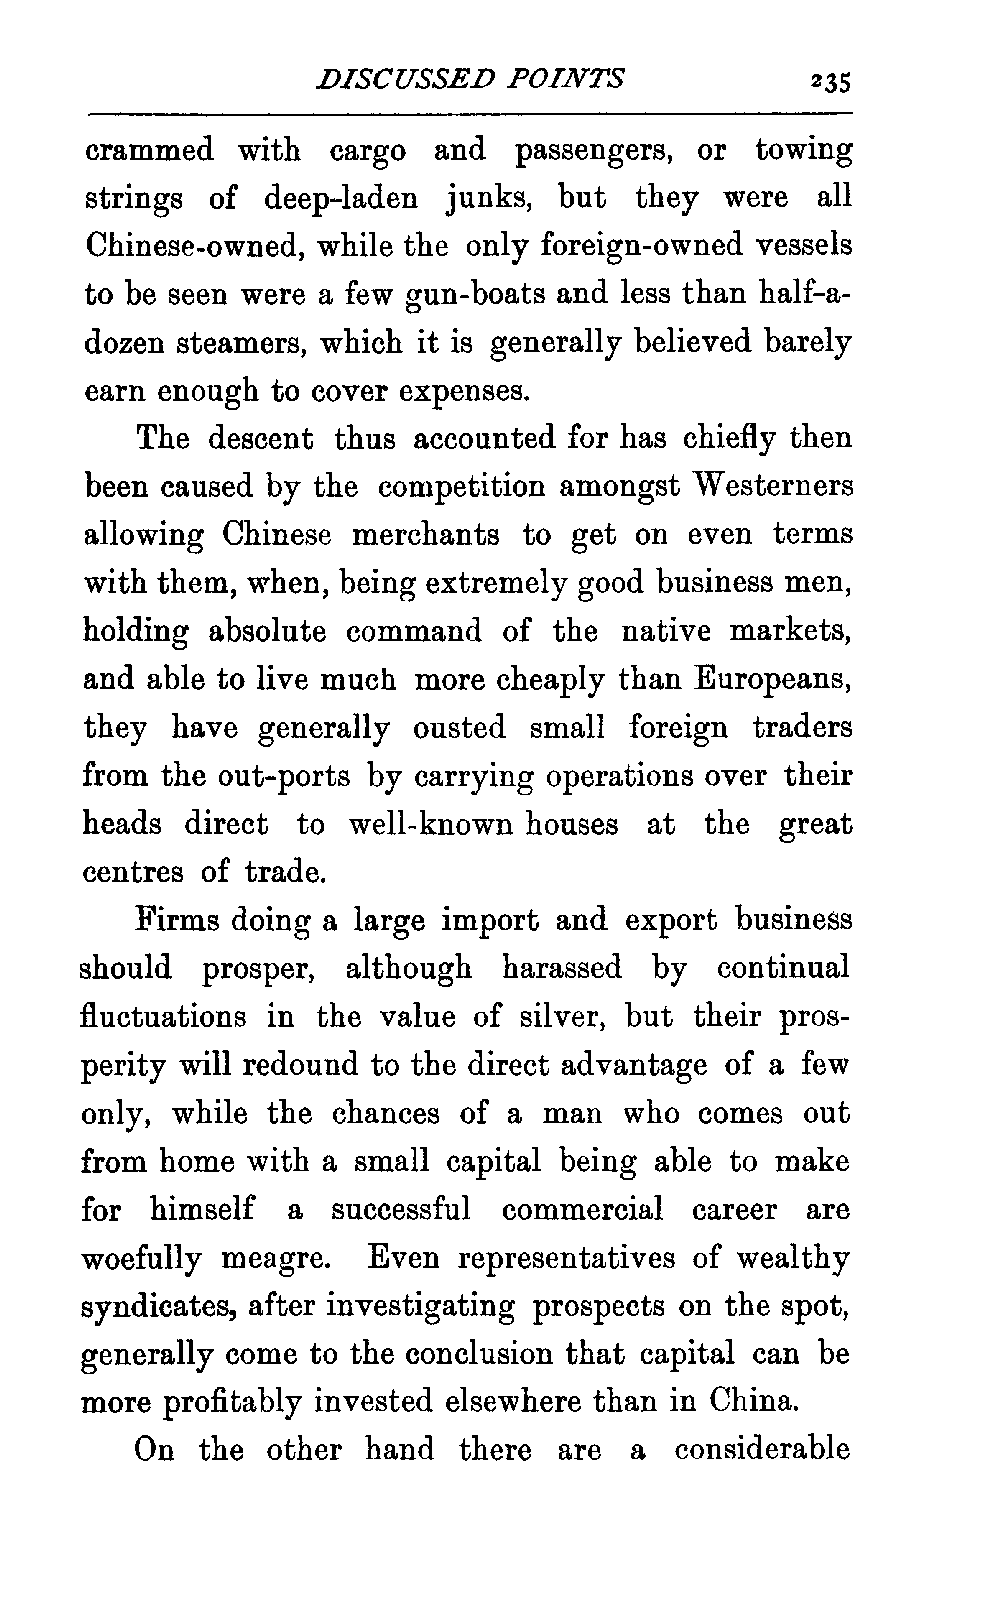 DISCUSSED POINTS 235
crammed with cargo and passengers, or towing
strings of deep-laden junks, but they were all
Chinese-owned, while the only foreign-owned vessels
to be seen were a few gun-boats and less than half-a-
dozen steamers, which it is generally believed barely
earn enough to cover expenses.
The descent thus accounted for has chiefly then
been caused by the competition amongst Westerners
allowing Chinese merchants to get on even terms
with them, when, being extremely good business men,
holding absolute command of the native markets,
and able to live much more cheaply than Europeans,
they have generally ousted small foreign traders
from the out-ports by carrying operations over their
heads direct to well-known houses at the great
centres of trade.
Firms doing a large import and export business
should prosper, although harassed by continual
fluctuations in the value of silver, but their pros-
perity will redound to the direct advantage of a few
only, while the chances of a man who comes out
from home with a small capital being able to make
for himself a successful commercial career are
woefully meagre. Even representatives of wealthy
syndicates, after investigating prospects on the spot,
generally come to the conclusion that capital can be
more profitably invested elsewhere than in China.
On the other hand there are a considerable